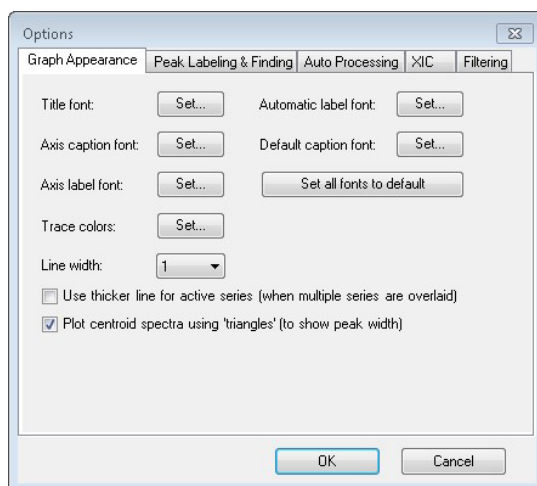 Options
Graph Appearance Peak Labeling & Finding Auto Processing XIC Filtering
Title font: Set... Automatic label font: Set...
Axis caption font: Set... Default caption font: Set...
Axis label font: Set... Set all fonts to default
Trace colors: Set...
Line width: 1
Use thicker line for active series (when multiple series are overlaid)
Plot centroid spectra using 'triangles' (to show peak width)
OK Cancel